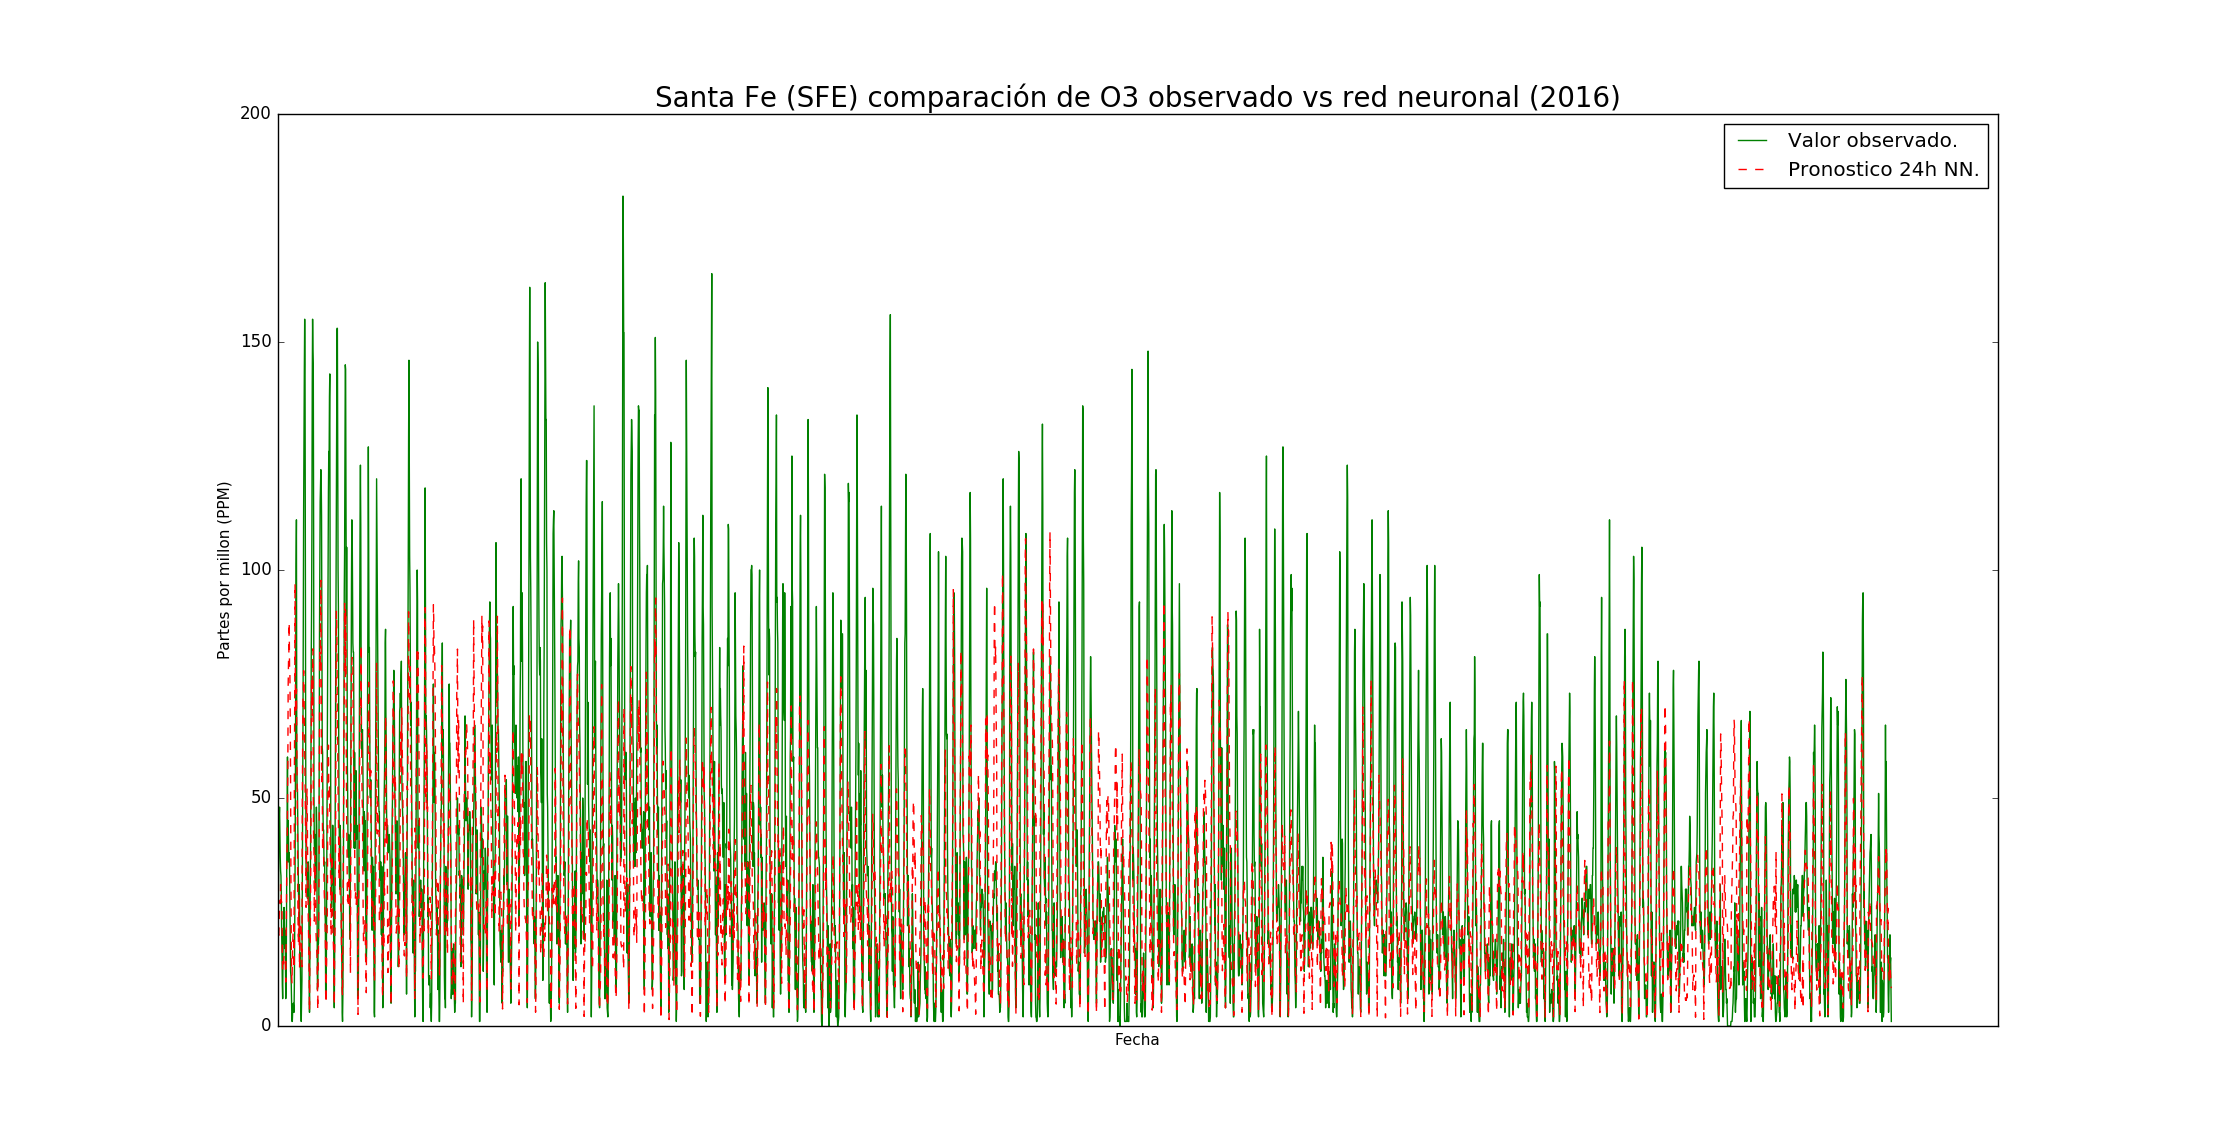 Santa Fe (SFE) comparación de O3 observado vs red neuronal (2016)
200
150
100
50
0
Partes por millon (PPM)
Valor observado.
Pronostico 24h NN.
Fecha